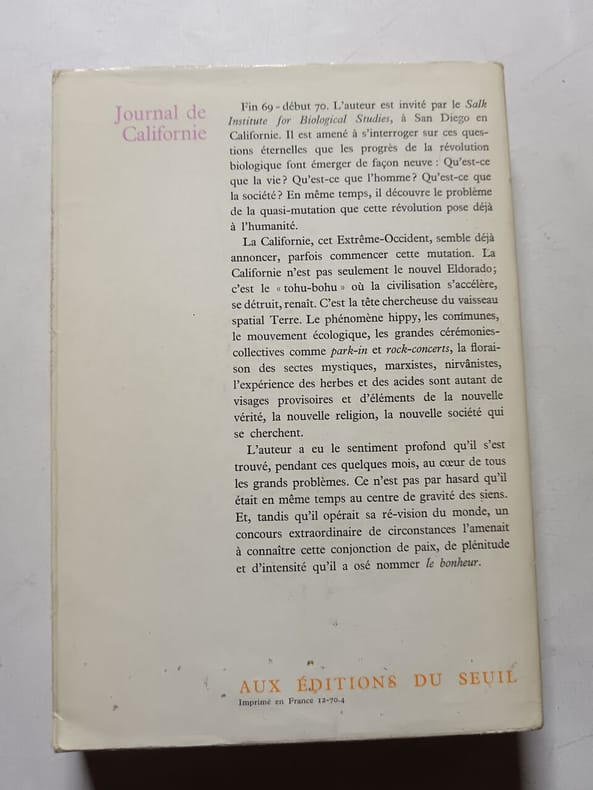 Journal de
Californie
Fin 69 - début 70. L'auteur est invité par le Salk
Institute for Biological Studies, à San Diego en
Californie. Il est amené à s'interroger sur ces ques-
tions éternelles que les progrès de la révolution
biologique font émerger de façon neuve : Qu'est-ce
que la vie? Qu'est-ce que l'homme? Qu'est-ce que
la société? En même temps, il découvre le problème
de la quasi-mutation que cette révolution pose déjà
à l'humanité.
La Californie, cet Extrême-Occident, semble déjà
annoncer, parfois commencer cette mutation. La
Californie n'est pas seulement le nouvel Eldorado;
c'est le « tohu-bohu » où la civilisation s'accélère,
se détruit, renaît. C'est la tête chercheuse du vaisseau
spatial Terre. Le phénomène hippy, les communes,
le mouvement écologique, les grandes cérémonies-
collectives comme park-in et rock-concerts, la florai-
son des sectes mystiques, marxistes, nirvânistes,
l'expérience des herbes et des acides sont autant de
visages provisoires et d'éléments de la nouvelle
vérité, la nouvelle religion, la nouvelle société qui
se cherchent.
L'auteur a eu le sentiment profond qu'il s'est
trouvé, pendant ces quelques mois, au cœur de tous
les grands problèmes. Ce n'est pas par hasard qu'il
était en même temps au centre de gravité des siens.
Et, tandis qu'il opérait sa ré-vision du monde, un
concours extraordinaire de circonstances l'amenait
à connaître cette conjonction de paix, de plénitude
et d'intensité qu'il a osé nommer le bonheur.
AUX ÉDITIONS DU SEUIL
Imprimé en France 12-70.4